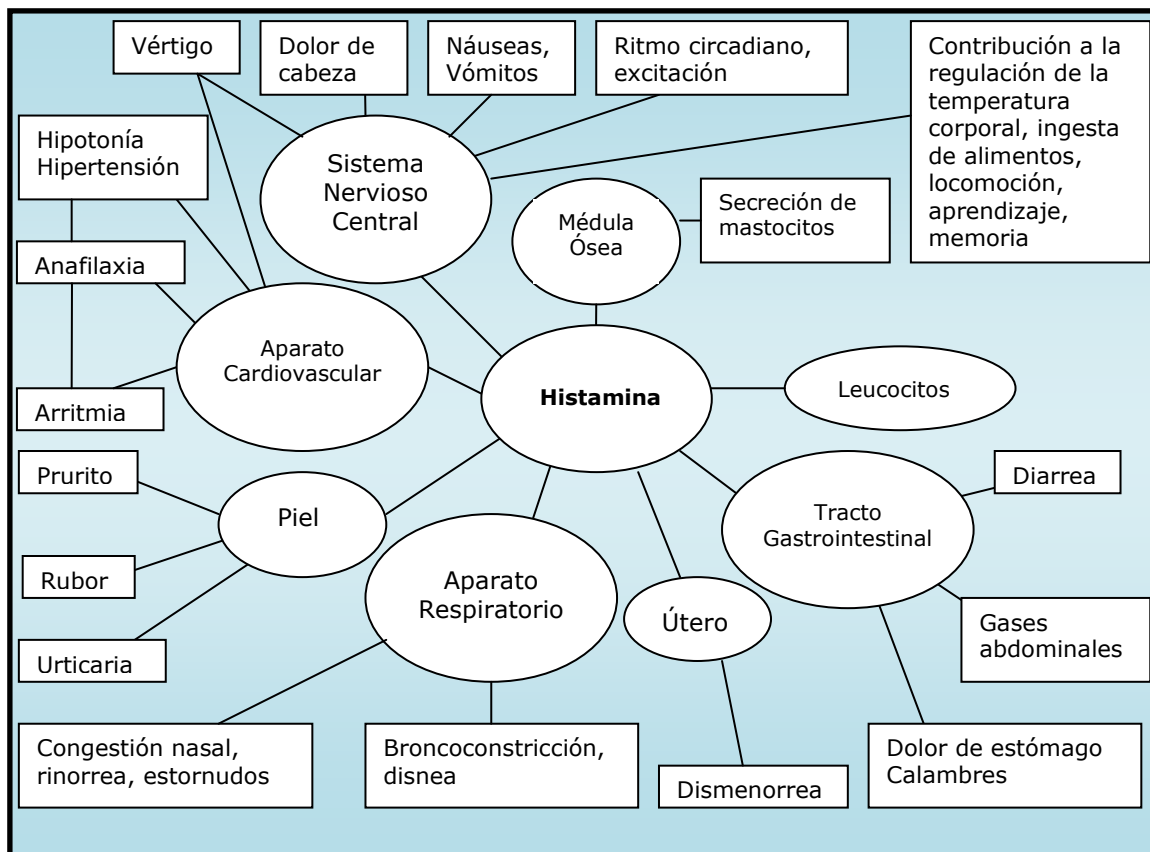 Vértigo
Dolor de
cabeza
Náuseas,
Vómitos
Ritmo circadiano,
excitación
Contribución a la
regulación de la
temperatura
corporal, ingesta
de alimentos,
locomoción,
aprendizaje,
memoria
Hipotonía
Hipertensión
Sistema
Nervioso
Central
Médula
Ósea
Secreción de
mastocitos
Anafilaxia
Aparato
Cardiovascular
Histamina
Leucocitos
Arritmia
Prurito
Piel
Tracto
Gastrointestinal
Diarrea
Rubor
Aparato
Respiratorio
Útero
Gases
abdominales
Urticaria
Congestión nasal,
rinorrea, estornudos
Broncoconstricción,
disnea
Dismenorrea
Dolor de estómago
Calambres